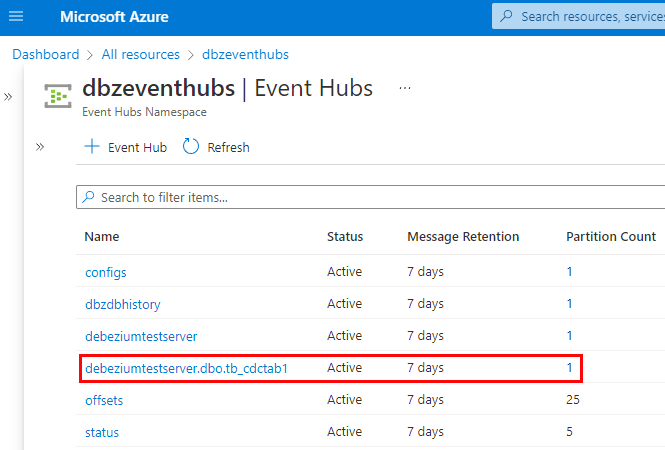 Microsoft Azure
Search resources, services
Dashboard > All resources > dbzeventhubs
dbzeventhubs | Event Hubs ...
Event Hubs Namespace
+ Event Hub Refresh
Search to filter items...
Name Status Message Retention Partition Count
configs Active 7 days 1
dbzdbhistory Active 7 days 1
debeziumtestserver Active 7 days 1
debeziumtestserver.dbo.tb_cdctab1 Active 7 days 1
offsets Active 7 days 25
status Active 7 days 5